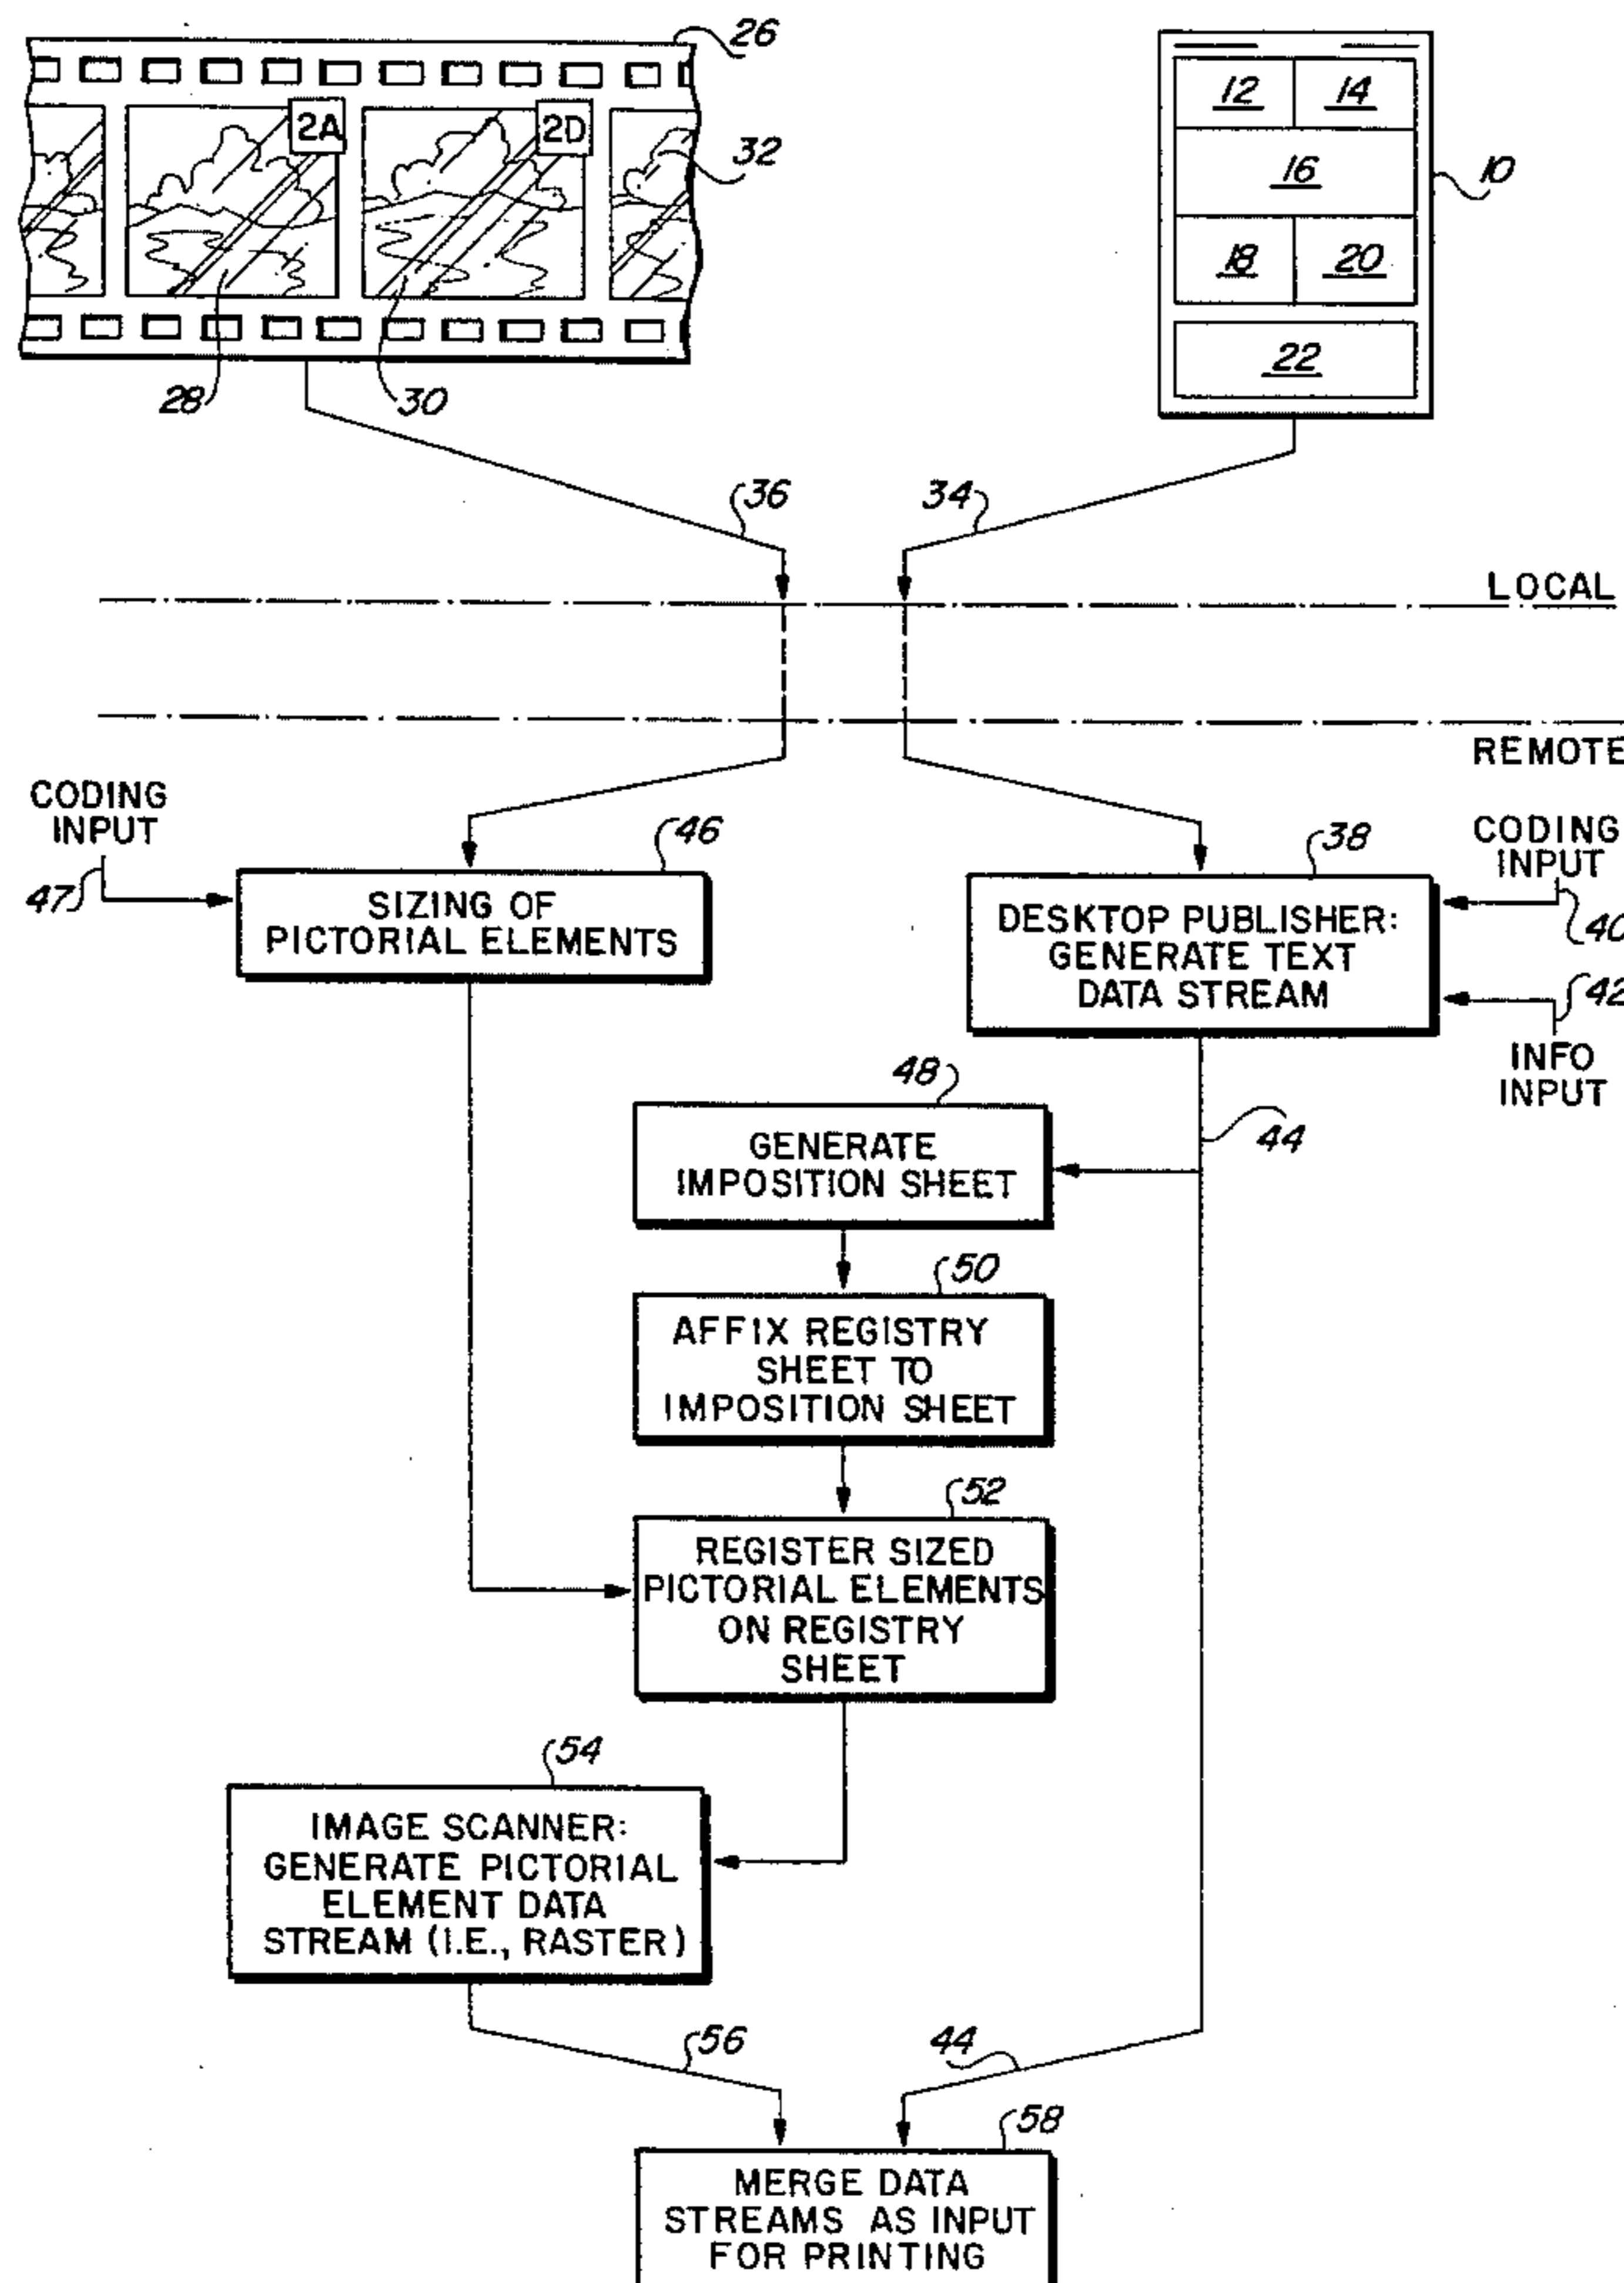 26
2A
2D
32
28
30
12
14
16
10
18
20
22
36
34
LOCAL
REMOTE
CODING
INPUT
47
46
SIZING OF
PICTORIAL ELEMENTS
38
DESKTOP PUBLISHER:
GENERATE TEXT
DATA STREAM
CODING
INPUT
40
42
INFO
INPUT
48
GENERATE
IMPOSITION SHEET
44
50
AFFIX REGISTRY
SHEET TO
IMPOSITION SHEET
52
REGISTER SIZED
PICTORIAL ELEMENTS
ON REGISTRY
SHEET
54
IMAGE SCANNER:
GENERATE PICTORIAL
ELEMENT DATA
STREAM (I.E., RASTER)
56
44
58
MERGE DATA
STREAMS AS INPUT
FOR PRINTING